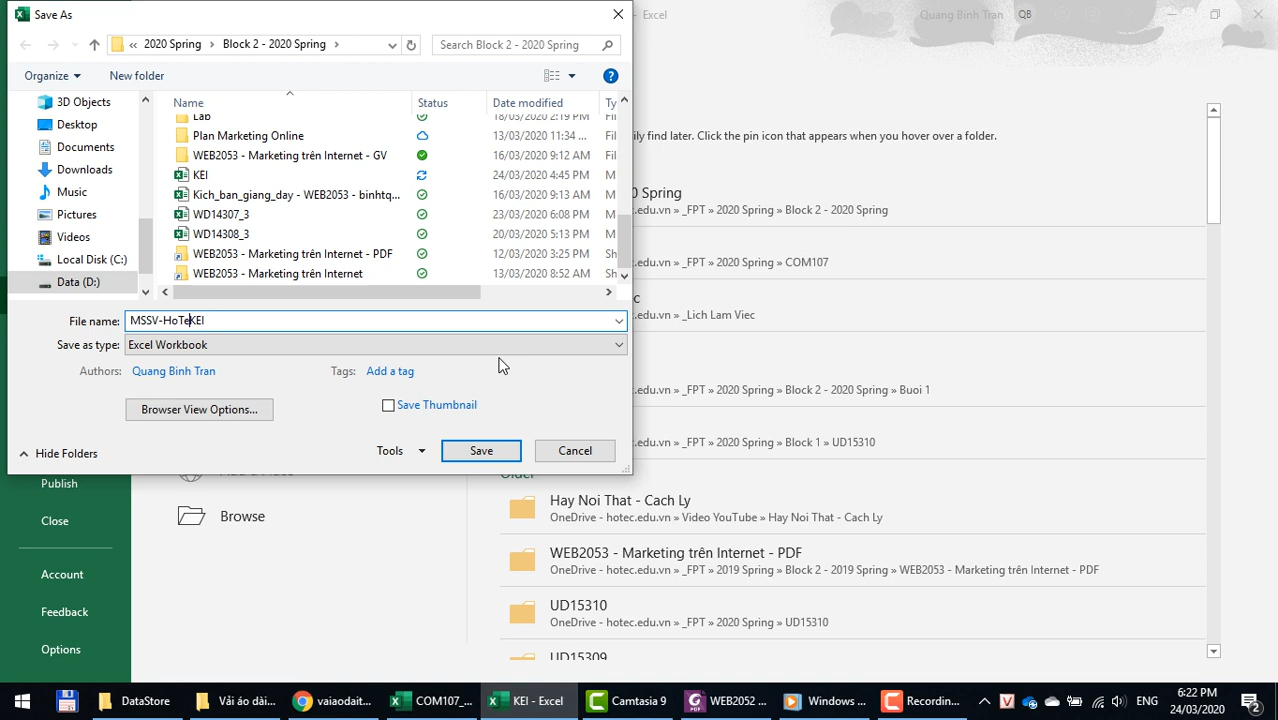 Save As
- Excel
Quang Binh Tran
QB
«
2020 Spring
Block 2 - 2020 Spring
Search Block 2 - 2020 Spring
Organize
New folder
Name
Status
Date modified
Ty
3D Objects
Desktop
Documents
Downloads
Music
Pictures
Videos
Local Disk (C:)
Data (D:)
Lab
18/03/2020 2:19 PM
Fil
Plan Marketing Online
13/03/2020 11:34 ...
Fil
WEB2053 - Marketing trên Internet - GV
16/03/2020 9:12 AM
Fil
KEI
24/03/2020 4:45 PM
M
Kich_ban_giang_day - WEB2053 - binhtq...
16/03/2020 9:13 AM
M
WD14307_3
23/03/2020 6:08 PM
M
WD14308_3
20/03/2020 5:13 PM
M
WEB2053 - Marketing trên Internet - PDF
12/03/2020 3:25 PM
Sh
WEB2053 - Marketing trên Internet
13/03/2020 8:52 AM
Sh
File name:
MSSV-HoTeKEI
Save as type:
Excel Workbook
Authors:
Quang Binh Tran
Tags:
Add a tag
Browser View Options...
Save Thumbnail
Hide Folders
Tools
Save
Cancel
ily find later. Click the pin icon that appears when you hover over a folder.
0 Spring
ec.edu.vn » _FPT » 2020 Spring » Block 2 - 2020 Spring
ec.edu.vn » _FPT » 2020 Spring » COM107
c
ec.edu.vn » _Lich Lam Viec
ec.edu.vn » _FPT » 2020 Spring » Block 2 - 2020 Spring » Buoi 1
ec.edu.vn » _FPT » 2020 Spring » Block 1 » UD15310
Hay Noi That - Cach Ly
OneDrive - hotec.edu.vn » Video YouTube » Hay Noi That - Cach Ly
WEB2053 - Marketing trên Internet - PDF
OneDrive - hotec.edu.vn » _FPT » 2019 Spring » Block 2 - 2019 Spring » WEB2053 - Marketing trên Internet - PDF
UD15310
OneDrive - hotec.edu.vn » _FPT » 2020 Spring » UD15310
UD15309
Publish
Close
Account
Feedback
Options
Browse
DataStore
Vải áo dài...
vaiaodait...
COM107_...
KEI - Excel
Camtasia 9
WEB2052 ...
Windows ...
Recordin...
ENG
6:22 PM
24/03/2020
2